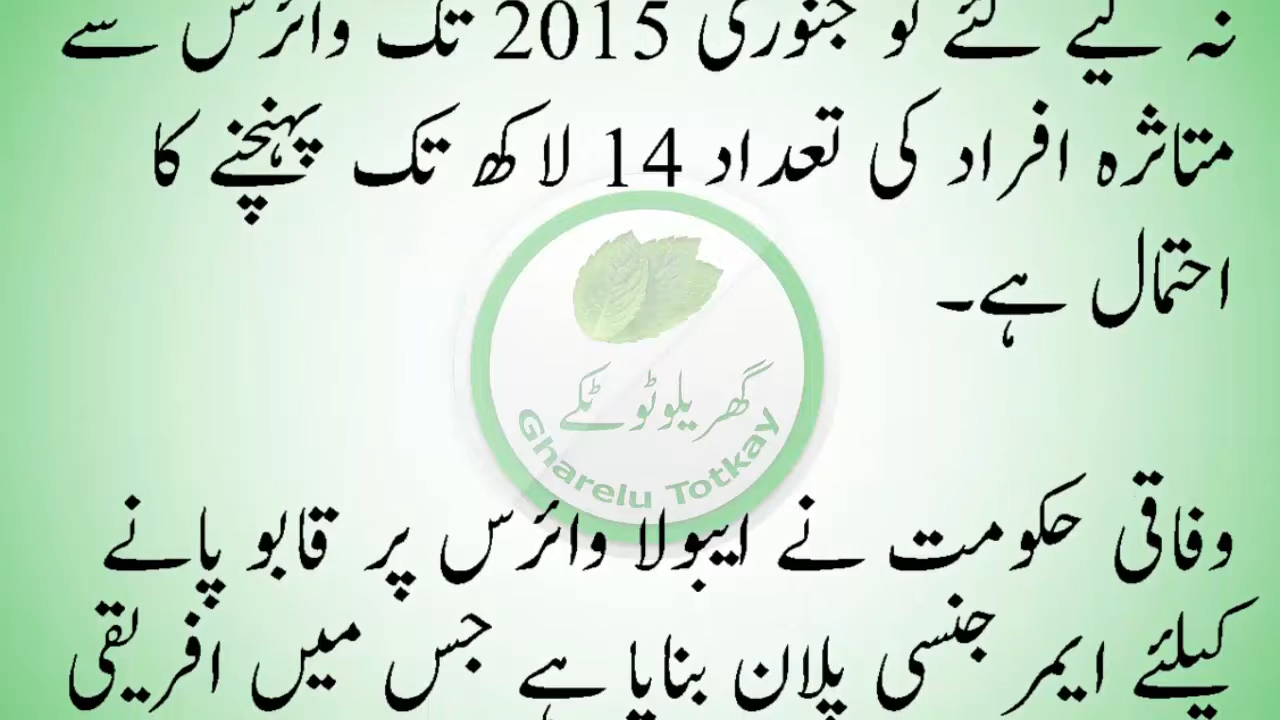 نہ لیے گئے تو جنوری 2015 تک وائرس سے
متاثرہ افراد کی تعداد 14 لاکھ تک پہنچنے کا
احتمال ہے۔
گھریلو ٹوٹکے
Gharelu Totkay
وفاقی حکومت نے ایبولا وائرس پر قابو پانے
کیلئے ایمرجنسی پلان بنایا ہے جس میں افریقی